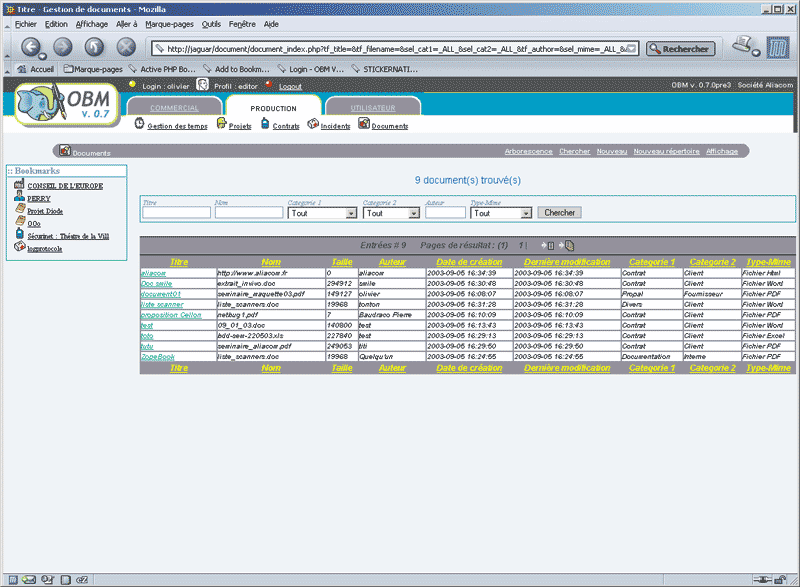 Titre - Gestion de documents - Mozilla
Fichier Edition Affichage Aller à Marque-pages Outils Fenêtre Aide
http://jaguar/document/document_index.php?tf_title=&tf_filename=&sel_cat1=_ALL_&sel_cat2=_ALL_&tf_author=&sel_mime=_ALL_& Rechercher
Accueil Marque-pages Active PHP Bo... Add to Bookm... Login - OBM V... STICKERNATI...
Login : olivier Profil : editor Logout OBM v. 0.7.0pre3 Société Aliacom
OBM
v. 0.7
COMMERCIAL PRODUCTION UTILISATEUR
Gestion des temps Projets Contrats Incidents Documents
Documents Arborescence Chercher Nouveau Nouveau répertoire Affichage
:: Bookmarks
CONSEIL DE L'EUROPE
PERRY
Projet Diode
OOo
Sécurinet : Théatre de la Vill
logprotocole
9 document(s) trouvé(s)
Titre Nom Categorie 1 Categorie 2 Auteur Type-Mime
Tout Tout Tout Chercher
Entrées # 9 Pages de résultat : (1) 1 |
Titre Nom Taille Auteur Date de création Dernière modification Categorie 1 Categorie 2 Type-Mime
aliacom http://www.aliacom.fr 0 aliacom 2003-09-05 16:34:39 2003-09-05 16:34:39 Contrat Client Fichier Html
Doc smile extrait_invivo.doc 294912 smile 2003-09-05 16:30:48 2003-09-05 16:30:48 Contrat Client Fichier Word
document01 seminaire_maquette03.pdf 149127 olivier 2003-09-05 16:08:07 2003-09-05 16:08:07 Propal Fournisseur Fichier PDF
liste scanner liste_scanners.doc 19968 tonton 2003-09-05 16:31:28 2003-09-05 16:31:28 Divers Client Fichier Word
proposition Cellon netbug1.pdf 7 Baudraco Pierre 2003-09-05 16:10:09 2003-09-05 16:10:09 Contrat Client Fichier PDF
test 09_01_03.doc 140800 test 2003-09-05 16:13:43 2003-09-05 16:13:43 Contrat Client Fichier Word
toto bdd-sew-220503.xls 227840 test 2003-09-05 16:29:13 2003-09-05 16:29:13 Contrat Client Fichier Excel
tutu seminaire_aliacom.pdf 249053 titi 2003-09-05 16:29:50 2003-09-05 16:29:50 Contrat Client Fichier PDF
ZopeBook liste_scanners.doc 19968 Quelqu'un 2003-09-05 16:24:55 2003-09-05 16:24:55 Documentation Interne Fichier PDF
Titre Nom Taille Auteur Date de création Dernière modification Categorie 1 Categorie 2 Type-Mime